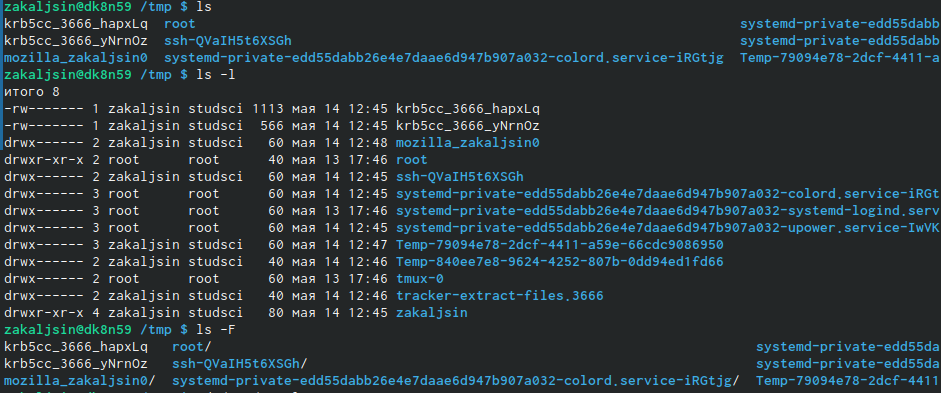 zakaljsin@dk8n59 /tmp $ ls
krb5cc_3666_hapxLq  root                                                                      systemd-private-edd55dabb
krb5cc_3666_yNrnOz  ssh-QVaIH5t6XSGh                                                          systemd-private-edd55dabb
mozilla_zakaljsin0  systemd-private-edd55dabb26e4e7daae6d947b907a032-colord.service-iRGtjg  Temp-79094e78-2dcf-4411-a
zakaljsin@dk8n59 /tmp $ ls -l
итого 8
-rw------- 1 zakaljsin studsci 1113 мая 14 12:45 krb5cc_3666_hapxLq
-rw------- 1 zakaljsin studsci  566 мая 14 12:45 krb5cc_3666_yNrnOz
drwx------ 2 zakaljsin studsci   60 мая 14 12:48 mozilla_zakaljsin0
drwxr-xr-x 2 root      root      40 мая 13 17:46 root
drwx------ 2 zakaljsin studsci   60 мая 14 12:45 ssh-QVaIH5t6XSGh
drwx------ 3 root      root      60 мая 14 12:45 systemd-private-edd55dabb26e4e7daae6d947b907a032-colord.service-iRGt
drwx------ 3 root      root      60 мая 13 17:46 systemd-private-edd55dabb26e4e7daae6d947b907a032-systemd-logind.serv
drwx------ 3 root      root      60 мая 14 12:45 systemd-private-edd55dabb26e4e7daae6d947b907a032-upower.service-IwVK
drwx------ 3 zakaljsin studsci   60 мая 14 12:47 Temp-79094e78-2dcf-4411-a59e-66cdc9086950
drwx------ 2 zakaljsin studsci   40 мая 14 12:46 Temp-840ee7e8-9624-4252-807b-0dd94ed1fd66
drwx------ 2 root      root      60 мая 13 17:46 tmux-0
drwx------ 2 zakaljsin studsci   40 мая 14 12:46 tracker-extract-files.3666
drwxr-xr-x 4 zakaljsin studsci   80 мая 14 12:45 zakaljsin
zakaljsin@dk8n59 /tmp $ ls -F
krb5cc_3666_hapxLq   root/                                                                      systemd-private-edd55da
krb5cc_3666_yNrnOz   ssh-QVaIH5t6XSGh/                                                          systemd-private-edd55da
mozilla_zakaljsin0/  systemd-private-edd55dabb26e4e7daae6d947b907a032-colord.service-iRGtjg/  Temp-79094e78-2dcf-4411